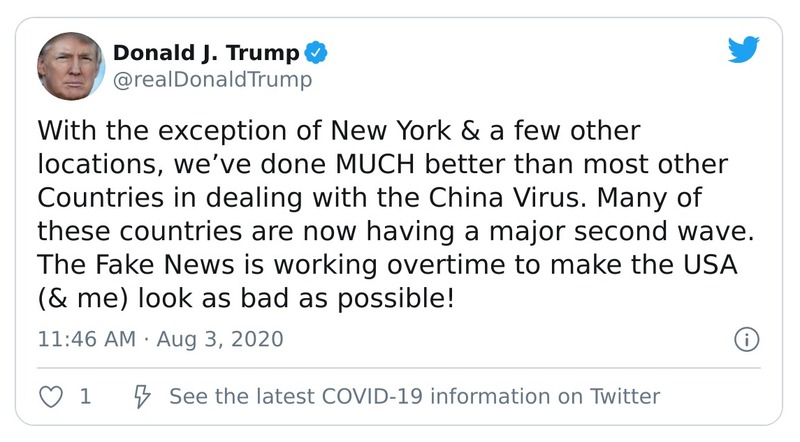 Donald J. Trump
@realDonaldTrump
With the exception of New York & a few other
locations, we’ve done MUCH better than most other
Countries in dealing with the China Virus. Many of
these countries are now having a major second wave.
The Fake News is working overtime to make the USA
(& me) look as bad as possible!
11:46 AM · Aug 3, 2020
1 See the latest COVID-19 information on Twitter